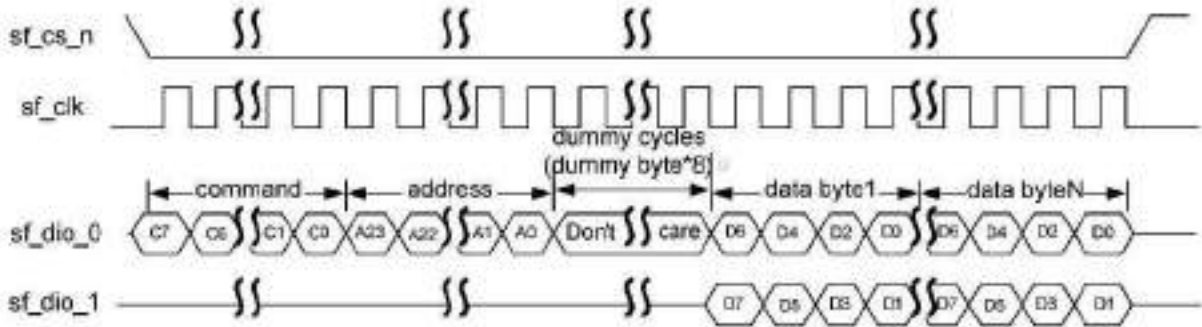 sf_cs_n
sf_clk
dummy cycles
(dummy byte*8)
command address data byte1 data byteN
sf_dio_0 C7 C6 C1 C0 A23 A22 A1 A0 Don't care D6 D4 D2 D0 D6 D4 D2 D0
sf_dio_1 D7 D5 D3 D1 D7 D5 D3 D1